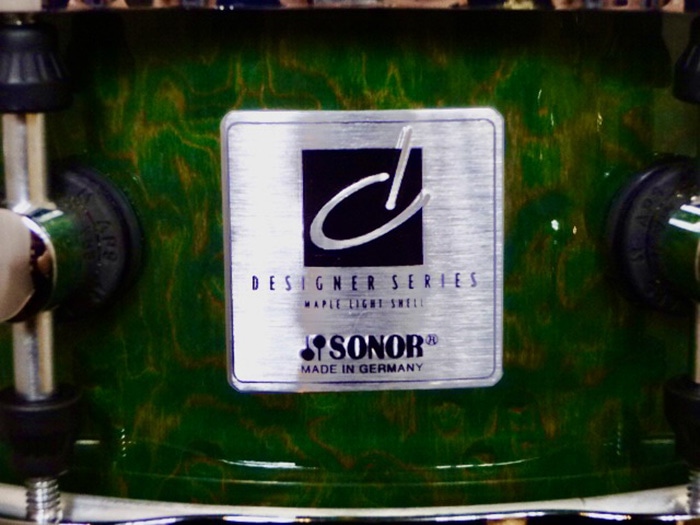 d
DESIGNER SERIES
MAPLE LIGHT SHELL
SONOR®
MADE IN GERMANY